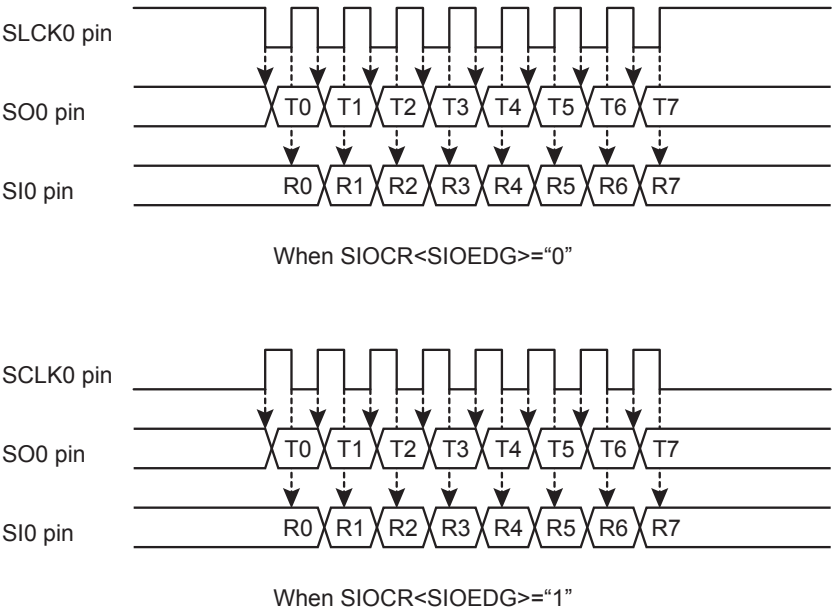 SLCK0 pin
SO0 pin T0 T1 T2 T3 T4 T5 T6 T7
SI0 pin R0 R1 R2 R3 R4 R5 R6 R7
When SIOCR<SIOEDG>=“0”
SCLK0 pin
SO0 pin T0 T1 T2 T3 T4 T5 T6 T7
SI0 pin R0 R1 R2 R3 R4 R5 R6 R7
When SIOCR<SIOEDG>=“1”